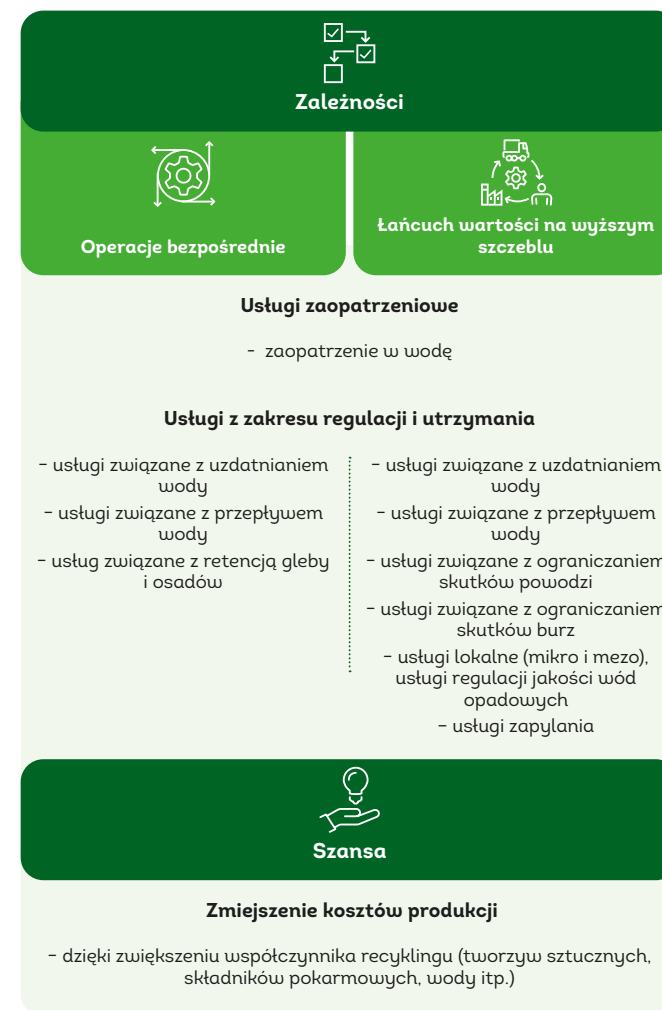 Zależności
Operacje bezpośrednie
Łańcuch wartości na wyższym
szczeblu
Usługi zaopatrzeniowe
- zaopatrzenie w wodę
Usługi z zakresu regulacji i utrzymania
– usługi związane z uzdatnianiem
wody
– usługi związane z przepływem
wody
– usług związane z retencją gleby
i osadów
– usługi związane z uzdatnianiem
wody
– usługi związane z przepływem
wody
– usługi związane z ograniczaniem
skutków powodzi
– usługi związane z ograniczaniem
skutków burz
– usługi lokalne (mikro i mezo),
usługi regulacji jakości wód
opadowych
– usługi zapylania
Szansa
Zmiejszenie kosztów produkcji
– dzięki zwiększeniu współczynnika recyklingu (tworzyw sztucznych,
składników pokarmowych, wody itp.)